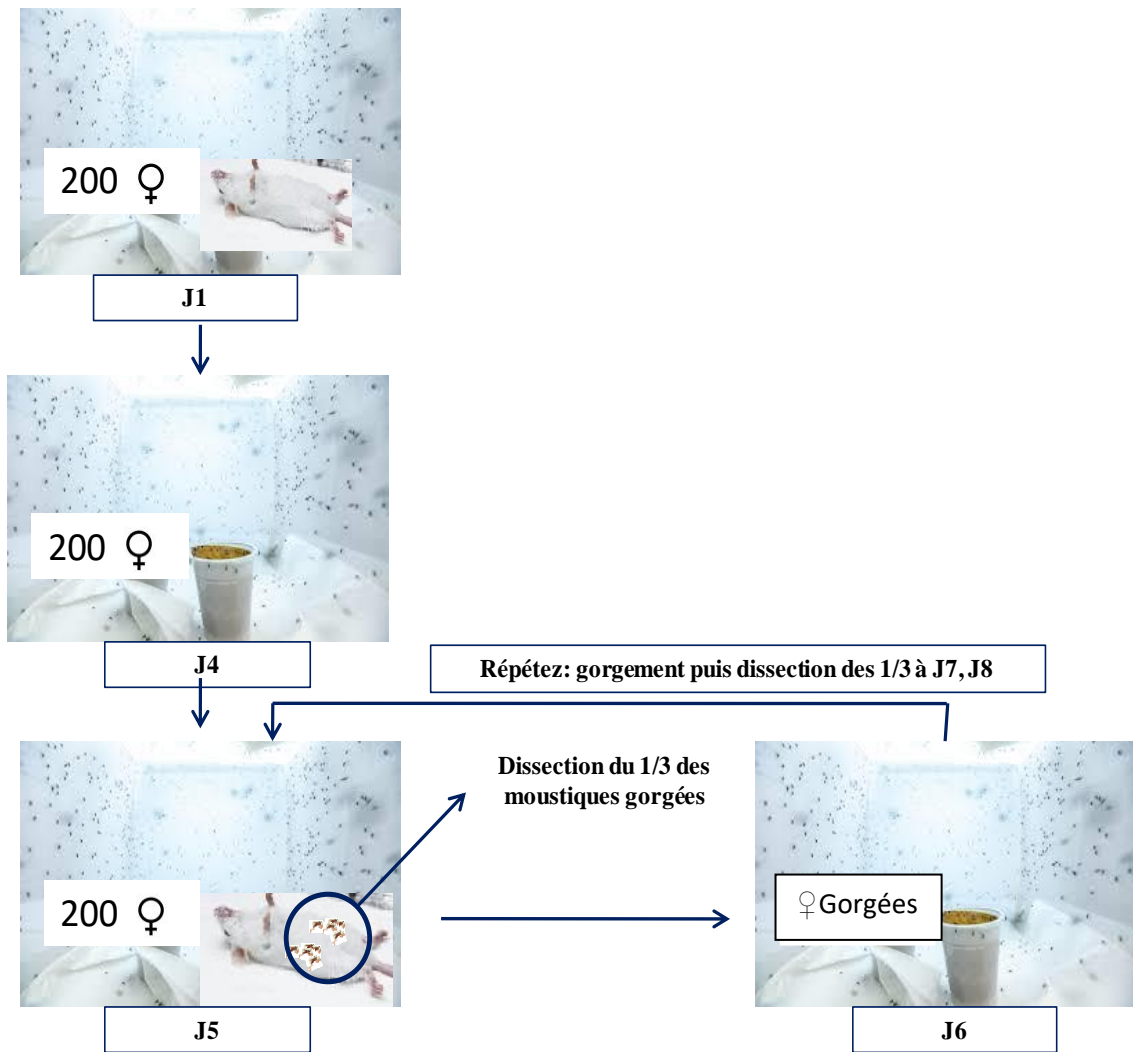 200 ♀
J1
200 ♀
J4
Répétez: gorgement puis dissection des 1/3 à J7, J8
Dissection du 1/3 des
moustiques gorgées
200 ♀
J5
♀Gorgées
J6